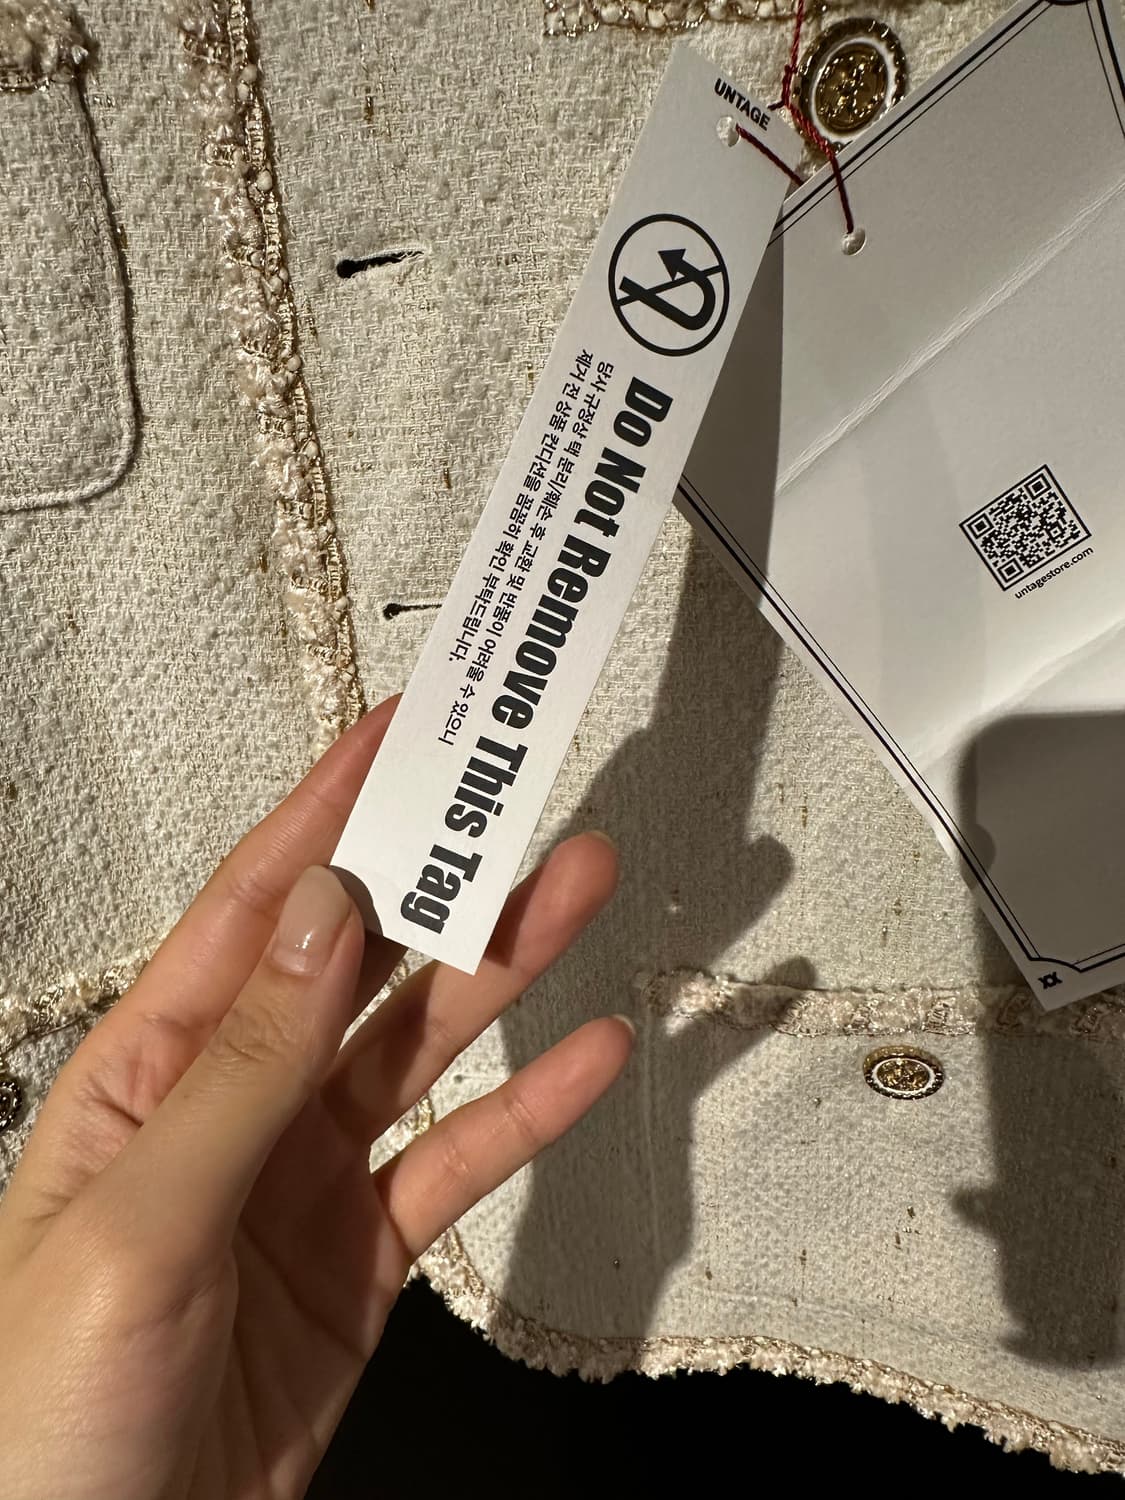 UNTAGE
Do Not Remove This Tag
당사 규정상 택 분리/훼손 후 교환 및 반품이 어려울 수 있으니
제거 전 상품 컨디션을 꼼꼼히 확인 부탁드립니다.
untagestore.com